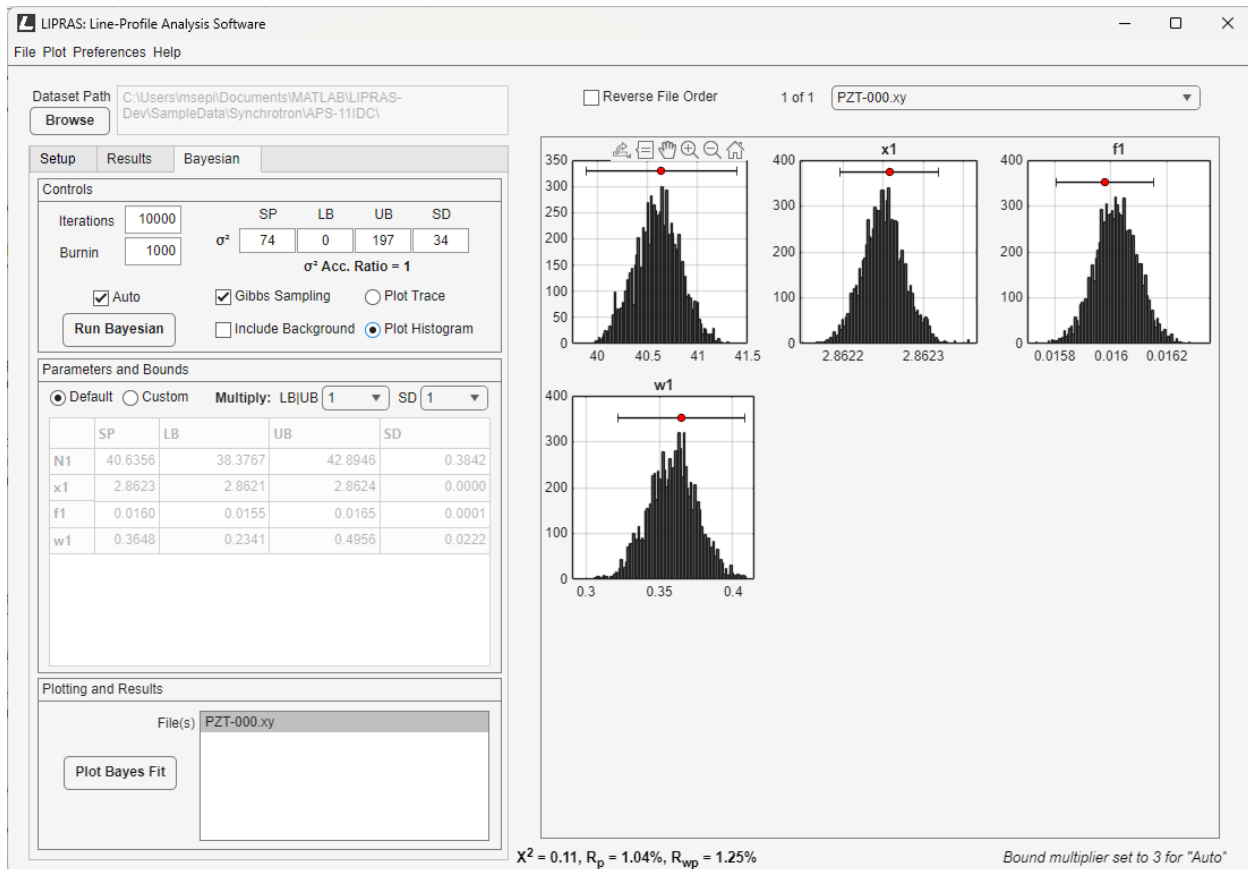 LIPRAS: Line-Profile Analysis Software
File Plot Preferences Help
Dataset Path
Browse
C:\Users\msepi\Documents\MATLAB\LIPRAS-
Dev\SampleData\Synchrotron\APS-11IDC\
Reverse File Order
1 of 1
PZT-000.xy
Setup Results Bayesian
Controls
Iterations 10000
Burnin 1000
SP LB UB SD
σ² 74 0 197 34
σ² Acc. Ratio = 1
Auto
Gibbs Sampling
Plot Trace
Run Bayesian
Include Background
Plot Histogram
Parameters and Bounds
Default Custom Multiply: LB|UB 1 SD 1
SP LB UB SD
N1 40.6356 38.3767 42.8946 0.3842
x1 2.8623 2.8621 2.8624 0.0000
f1 0.0160 0.0155 0.0165 0.0001
w1 0.3648 0.2341 0.4956 0.0222
Plotting and Results
File(s) PZT-000.xy
Plot Bayes Fit
350
300
250
200
150
100
50
0
40 40.5 41 41.5
x1
400
300
200
100
0
2.8622 2.8623
f1
400
300
200
100
0
0.0158 0.016 0.0162
w1
400
300
200
100
0
0.3 0.35 0.4
X² = 0.11, Rp = 1.04%, Rwp = 1.25%
Bound multiplier set to 3 for "Auto"